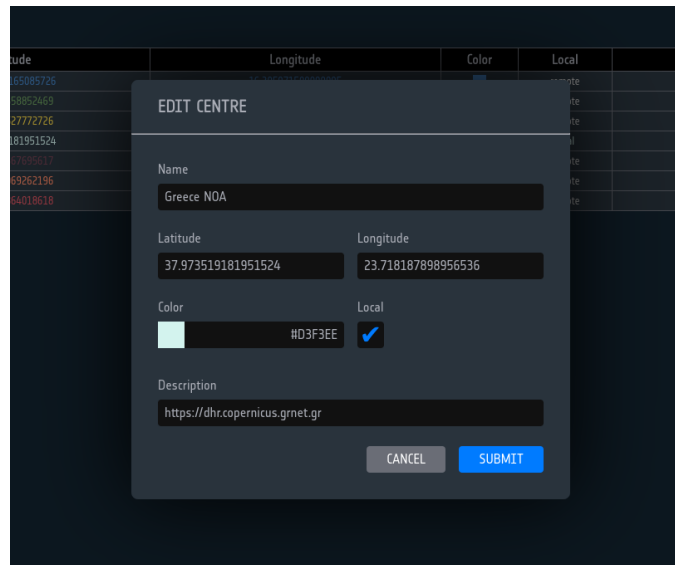 tude Longitude Color Local
165085726
58852469
27772726
181951524
69262196
64018618
EDIT CENTRE
Name
Greece NOA
Latitude Longitude
37.973519181951524 23.718187898956536
Color Local
#D3F3EE
Description
https://dhr.copernicus.grnet.gr
CANCEL SUBMIT